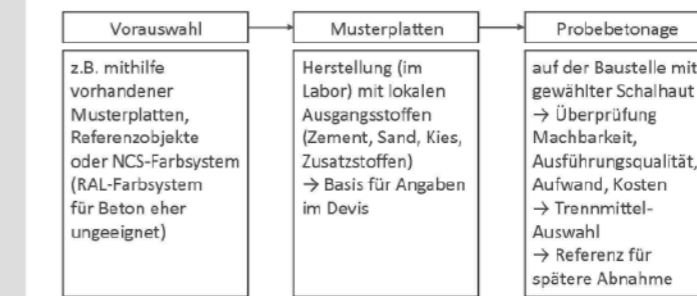 Vorauswahl
z.B. mithilfe
vorhandener
Musterplatten,
Referenzobjekte
oder NCS-Farbsystem
(RAL-Farbsystem
für Beton eher
ungeeignet)
Musterplatten
Herstellung (im
Labor) mit lokalen
Ausgangsstoffen
(Zement, Sand, Kies,
Zusatzstoffen)
→ Basis für Angaben
im Devis
Probebetonage
auf der Baustelle mit
gewählter Schalhaut
→ Überprüfung
Machbarkeit,
Ausführungsqualität,
Aufwand, Kosten
→ Trennmittel-
Auswahl
→ Referenz für
spätere Abnahme